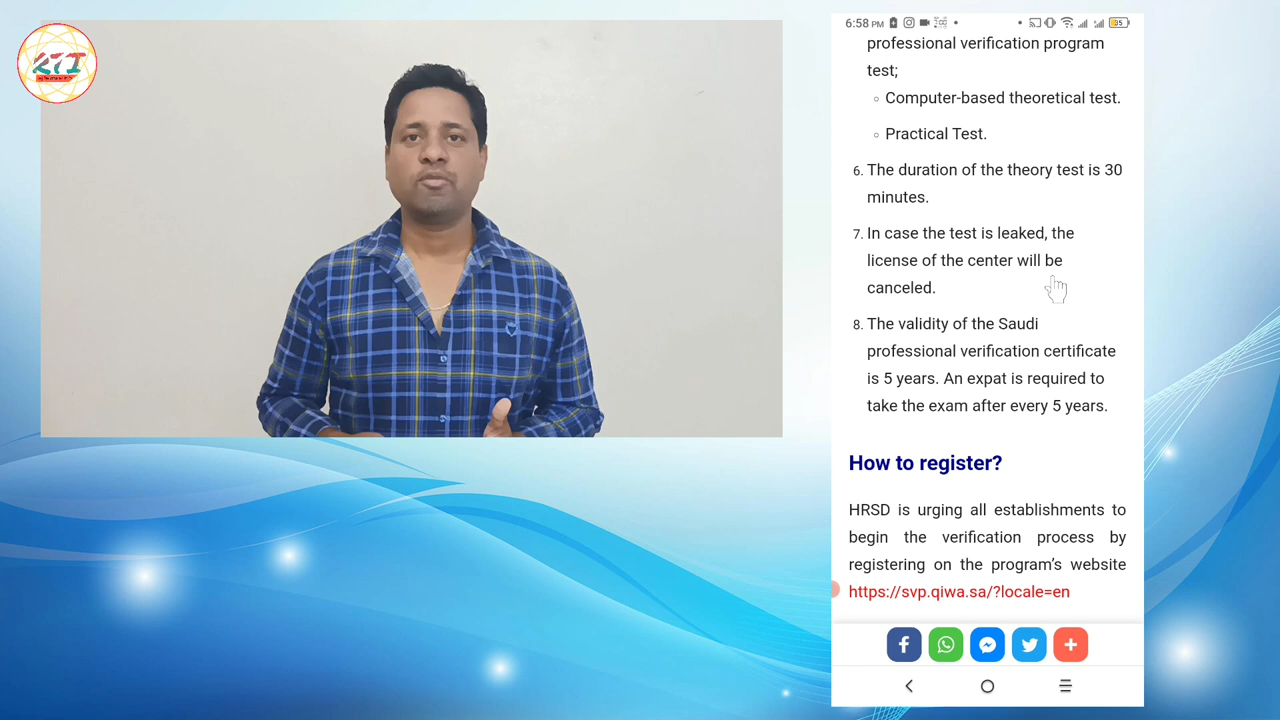 KTI
6:58 PM
professional verification program
test;
Computer-based theoretical test.
Practical Test.
6. The duration of the theory test is 30
minutes.
7. In case the test is leaked, the
license of the center will be
canceled.
8. The validity of the Saudi
professional verification certificate
is 5 years. An expat is required to
take the exam after every 5 years.
How to register?
HRSD is urging all establishments to
begin the verification process by
registering on the program's website
https://svp.qiwa.sa/?locale=en